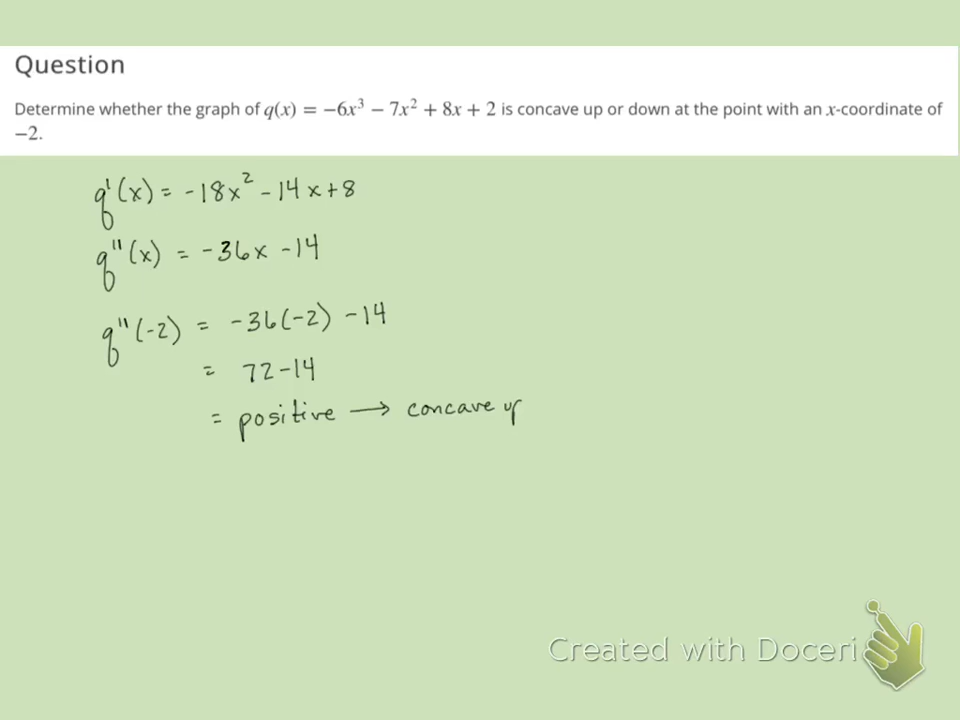 Question
Determine whether the graph of q(x) = −6x³ − 7x² + 8x + 2 is concave up or down at the point with an x-coordinate of
−2.
q'(x) = -18x² - 14x + 8
q''(x) = -36x - 14
q''(-2) = -36(-2) - 14
= 72 - 14
= positive → concave up
Created with Doceri